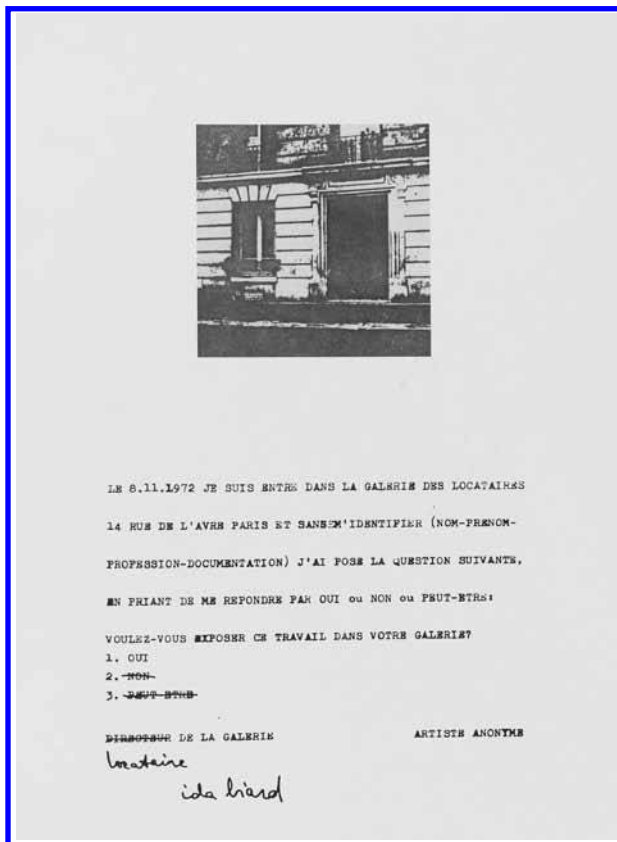 LE 8.11.1972 JE SUIS ENTRE DANS LA GALERIE DES LOCATAIRES
14 RUE DE L'AVRE PARIS ET SANSEM'IDENTIFIER (NOM-PRENOM-
PROFESSION-DOCUMENTATION) J'AI POSE LA QUESTION SUIVANTE,
EN PRIANT DE ME REPONDRE PAR OUI ou NON ou PEUT-ETRE:
VOULEZ-VOUS EXPOSER CE TRAVAIL DANS VOTRE GALERIE?
1. OUI
2. NON
3. PEUT-ETRE
DIRECTEUR DE LA GALERIE ARTISTE ANONYME
locataire
ida biard